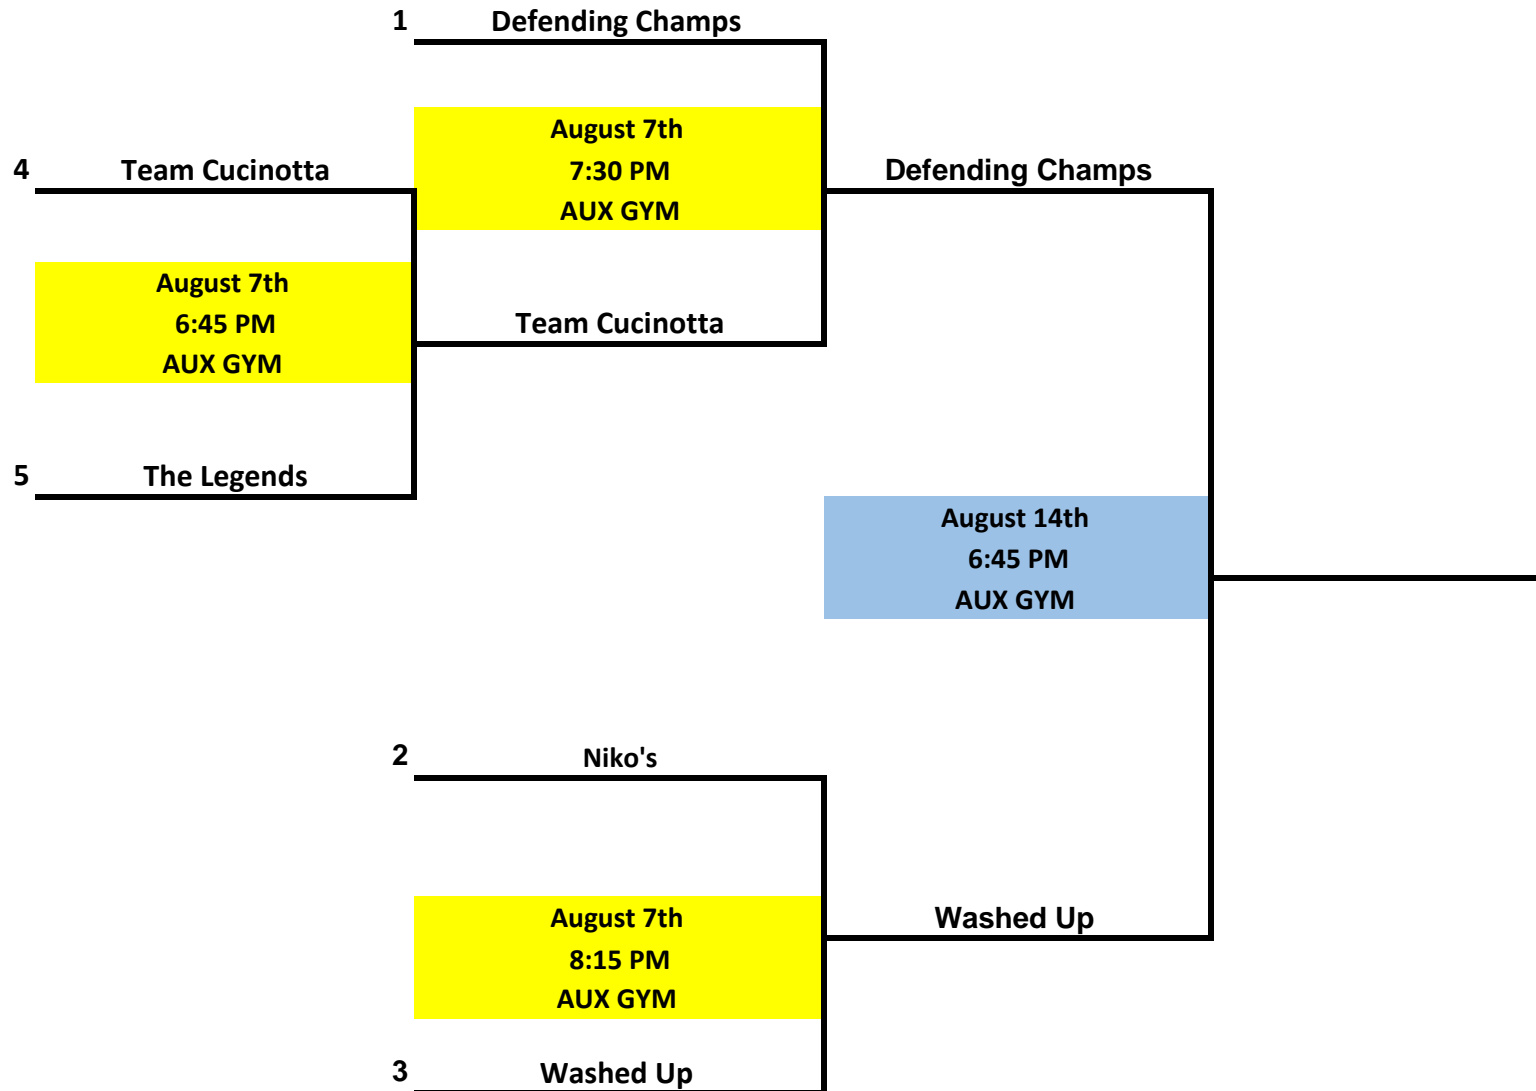 1 Defending Champs
August 7th
7:30 PM
AUX GYM
4 Team Cucinotta
Defending Champs
August 7th
6:45 PM
AUX GYM
Team Cucinotta
5 The Legends
August 14th
6:45 PM
AUX GYM
2 Niko's
August 7th
8:15 PM
AUX GYM
Washed Up
3 Washed Up